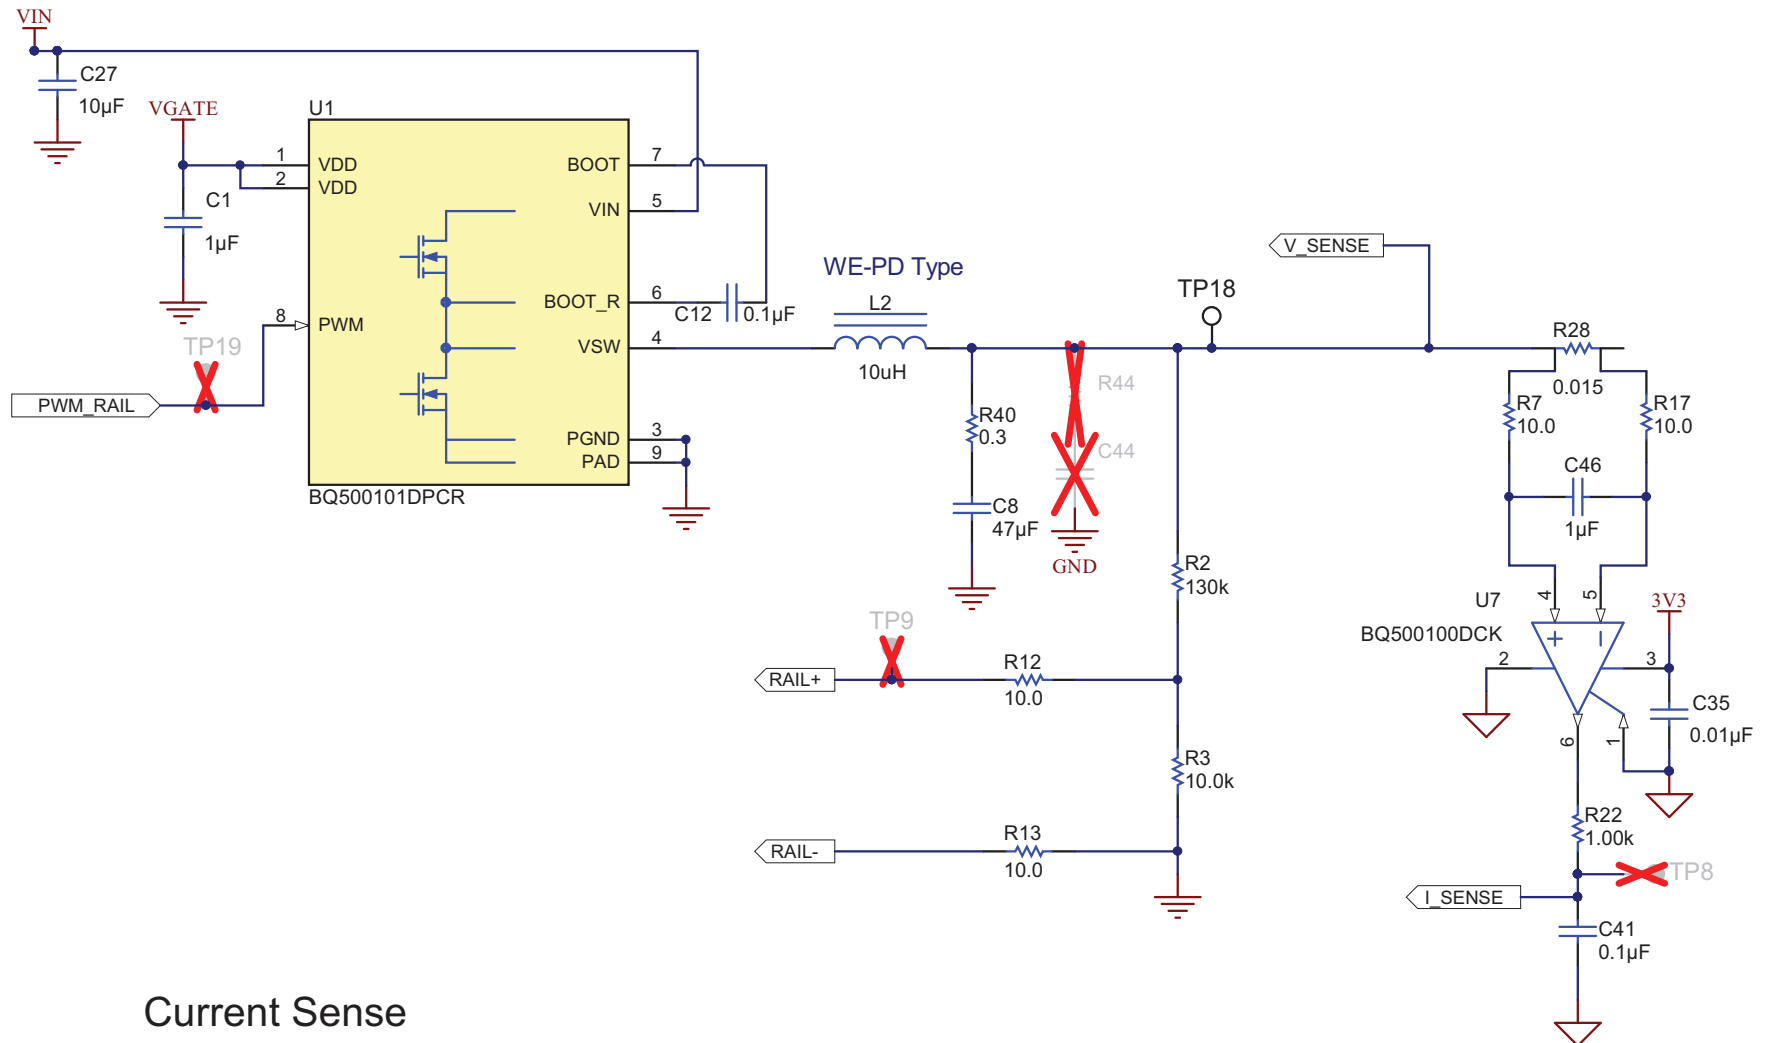 VIN
C27
10µF
VGATE
U1
1
VDD
2
VDD
C1
1µF
8
PWM
TP19
PWM_RAIL
BOOT
7
VIN
5
BOOT_R
6
VSW
4
PGND
3
PAD
9
BQ500101DPCR
C12
0.1µF
WE-PD Type
L2
10uH
R40
0.3
C8
47µF
R44
C44
GND
TP18
V_SENSE
R28
0.015
R7
10.0
R17
10.0
C46
1µF
R2
130k
TP9
RAIL+
R12
10.0
R3
10.0k
RAIL-
R13
10.0
U7
BQ500100DCK
4
5
+
2
3
3V3
C35
0.01µF
6
1
R22
1.00k
TP8
I_SENSE
C41
0.1µF
Current Sense